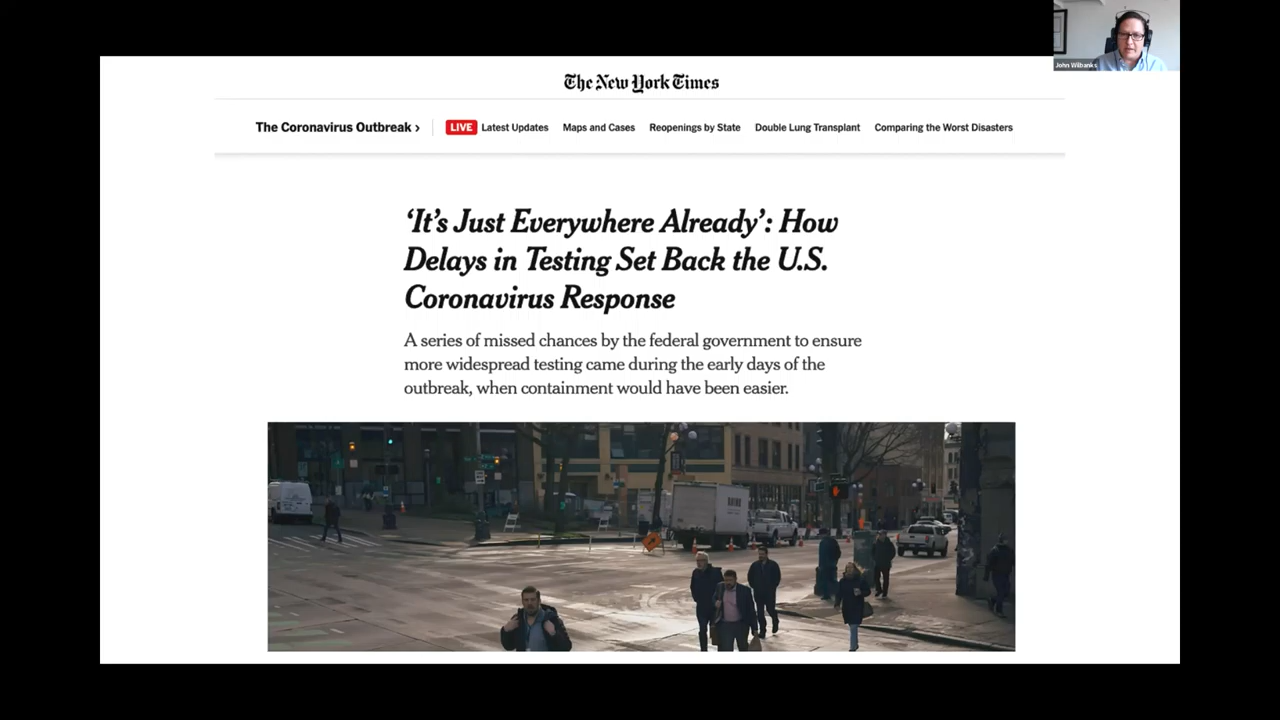 John Wilbanks
The New York Times
The Coronavirus Outbreak › LIVE Latest Updates Maps and Cases Reopenings by State Double Lung Transplant Comparing the Worst Disasters
‘It’s Just Everywhere Already’: How
Delays in Testing Set Back the U.S.
Coronavirus Response
A series of missed chances by the federal government to ensure
more widespread testing came during the early days of the
outbreak, when containment would have been easier.